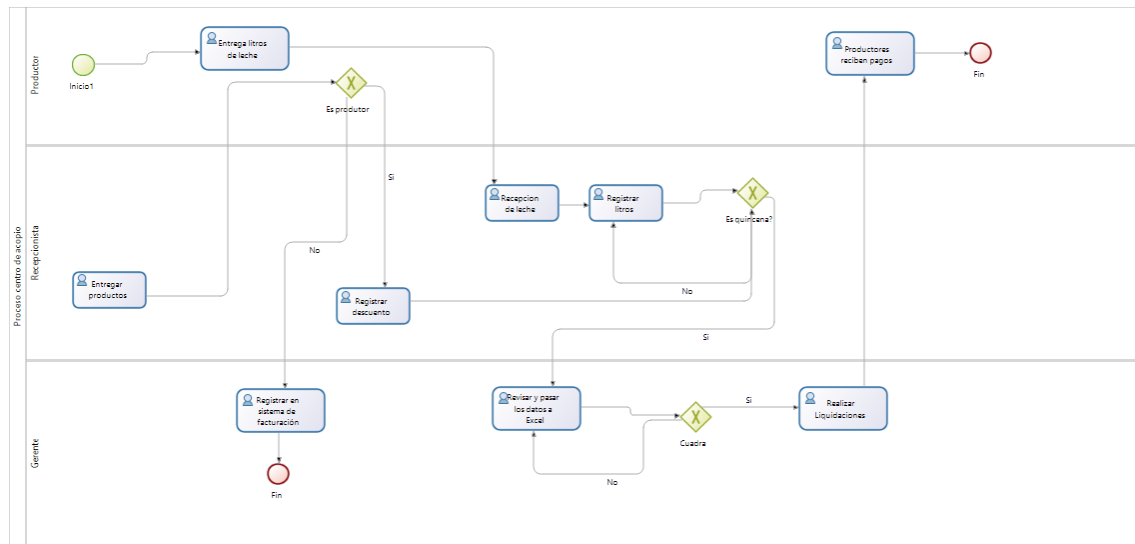 Proceso centro de acopio
Productor
Inicio1
Entrega litros
de leche
Es produtor
Productores
reciban pagos
Fin
Recepcionista
Si
No
Entregar
productos
Registrar
descuento
Recepcion
de leche
Registrar
litros
Es quincena?
No
Si
Gerente
Registrar en
sistema de
facturación
Fin
Revisar y pasar
los datos a
Excel
Cuadra
No
Si
Realizar
Liquidaciones